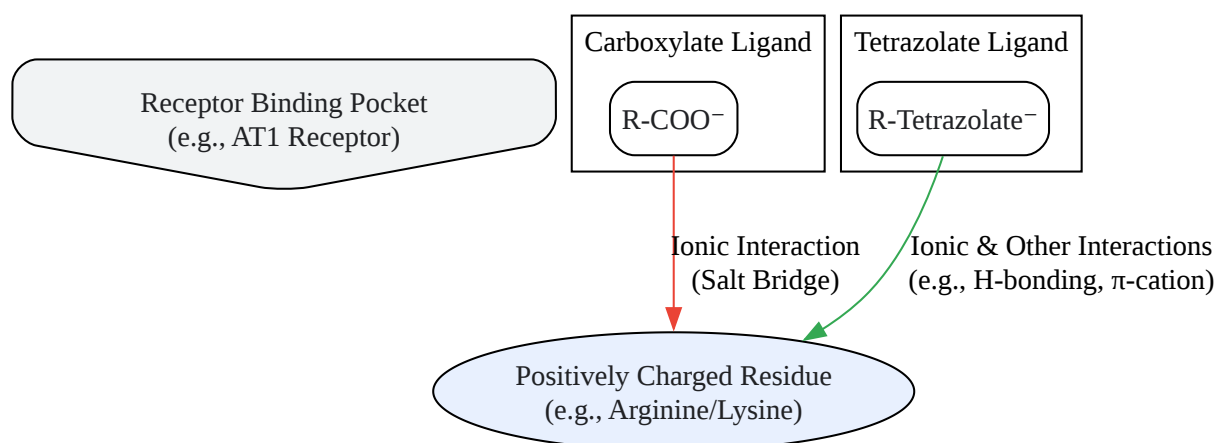 Receptor Binding Pocket
(e.g., AT1 Receptor)
Carboxylate Ligand
R-COO⁻
Tetrazolate Ligand
R-Tetrazolate⁻
Ionic Interaction
(Salt Bridge)
Ionic & Other Interactions
(e.g., H-bonding, π-cation)
Positively Charged Residue
(e.g., Arginine/Lysine)